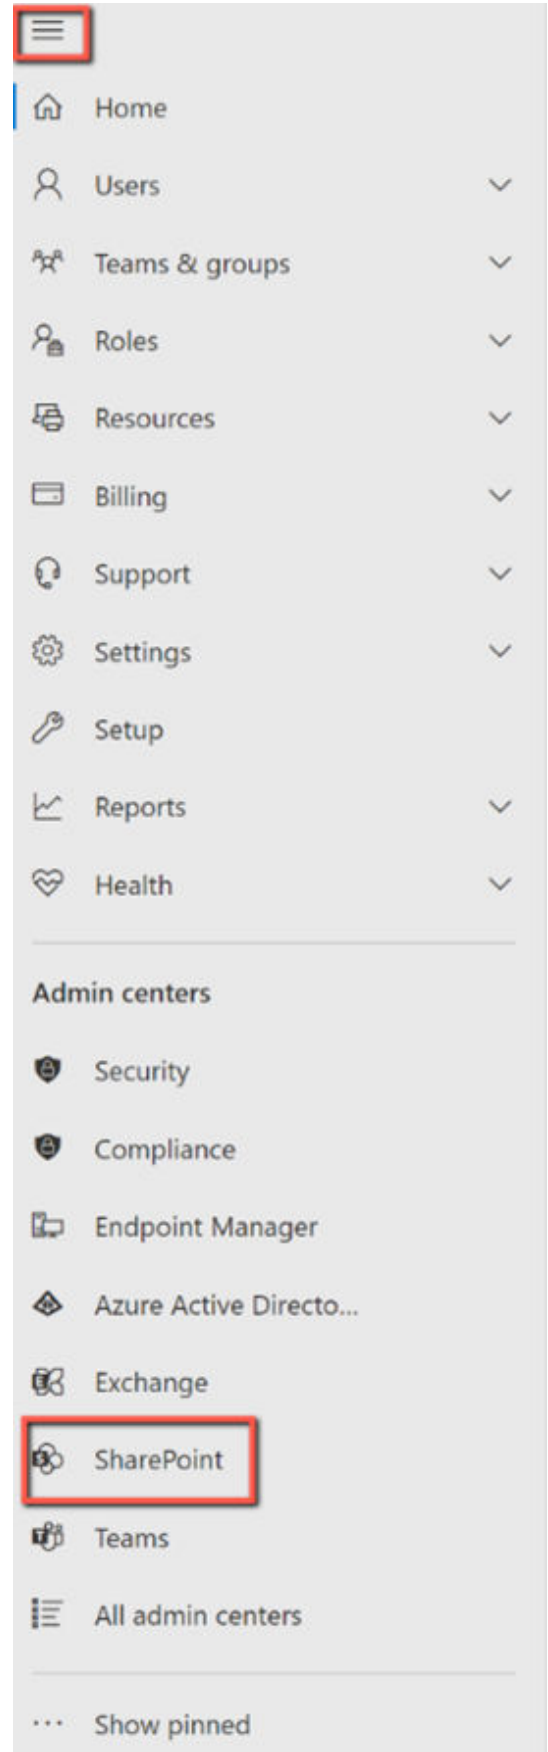 Home
Users
Teams & groups
Roles
Resources
Billing
Support
Settings
Setup
Reports
Health
Admin centers
Security
Compliance
Endpoint Manager
Azure Active Directo...
Exchange
SharePoint
Teams
All admin centers
Show pinned